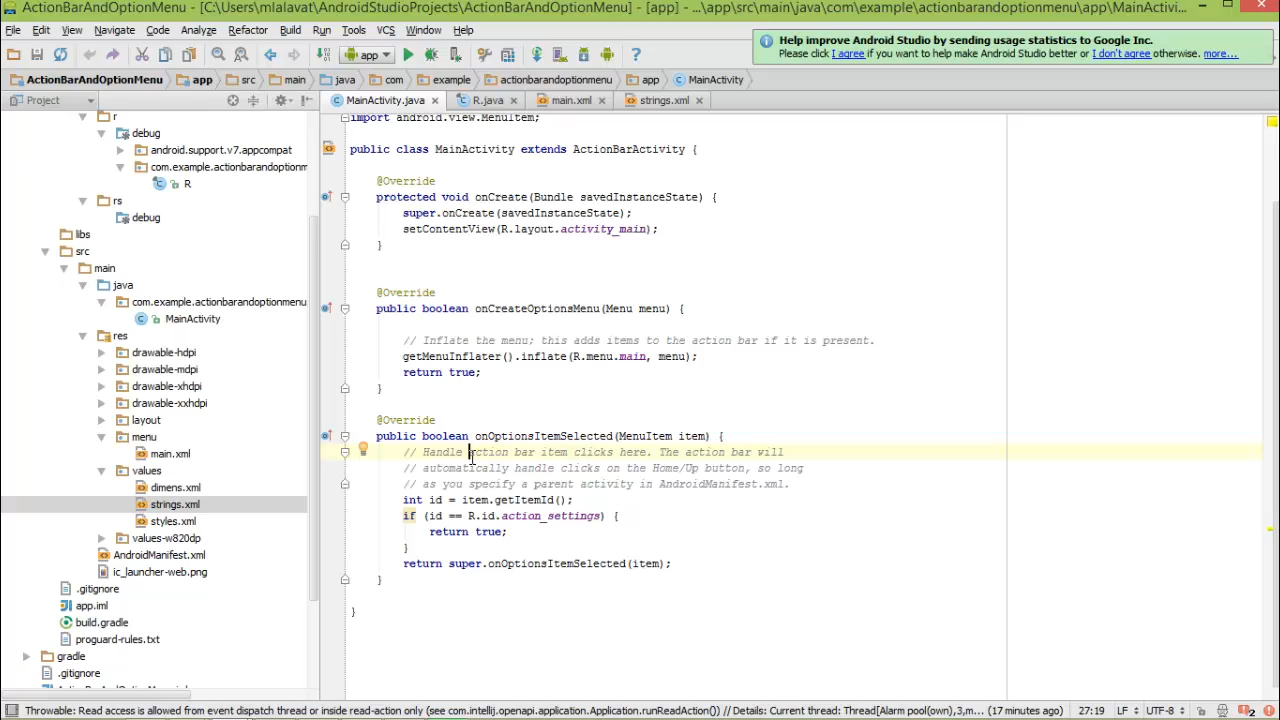 ActionBarAndOptionMenu - [C:\Users\mlalavat\AndroidStudioProjects\ActionBarAndOptionMenu] - [app] - ...\app\src\main\java\com\example\actionbarandoptionmenu\app\MainActivi...
File Edit View Navigate Code Analyze Refactor Build Run Tools VCS Window Help
app
Help improve Android Studio by sending usage statistics to Google Inc.
Please click I agree if you want to help make Android Studio better or I don't agree otherwise. more...
ActionBarAndOptionMenu app src main java com example actionbarandoptionmenu app MainActivity
Project
MainActivity.java R.java main.xml strings.xml
r
debug
android.support.v7.appcompat
com.example.actionbarandoptionm
R
rs
debug
libs
src
main
java
com.example.actionbarandoptionmenu
MainActivity
res
drawable-hdpi
drawable-mdpi
drawable-xhdpi
drawable-xxhdpi
layout
menu
main.xml
values
dimens.xml
strings.xml
styles.xml
values-w820dp
AndroidManifest.xml
ic_launcher-web.png
.gitignore
app.iml
build.gradle
proguard-rules.txt
gradle
.gitignore
import android.view.MenuItem;
public class MainActivity extends ActionBarActivity {
@Override
protected void onCreate(Bundle savedInstanceState) {
super.onCreate(savedInstanceState);
setContentView(R.layout.activity_main);
}
@Override
public boolean onCreateOptionsMenu(Menu menu) {
// Inflate the menu; this adds items to the action bar if it is present.
getMenuInflater().inflate(R.menu.main, menu);
return true;
}
@Override
public boolean onOptionsItemSelected(MenuItem item) {
// Handle action bar item clicks here. The action bar will
// automatically handle clicks on the Home/Up button, so long
// as you specify a parent activity in AndroidManifest.xml.
int id = item.getItemId();
if (id == R.id.action_settings) {
return true;
}
return super.onOptionsItemSelected(item);
}
}
Throwable: Read access is allowed from event dispatch thread or inside read-action only (see com.intellij.openapi.application.Application.runReadAction()) // Details: Current thread: Thread[Alarm pool(own),3,m... (17 minutes ago) 27:19 LF UTF-8 2